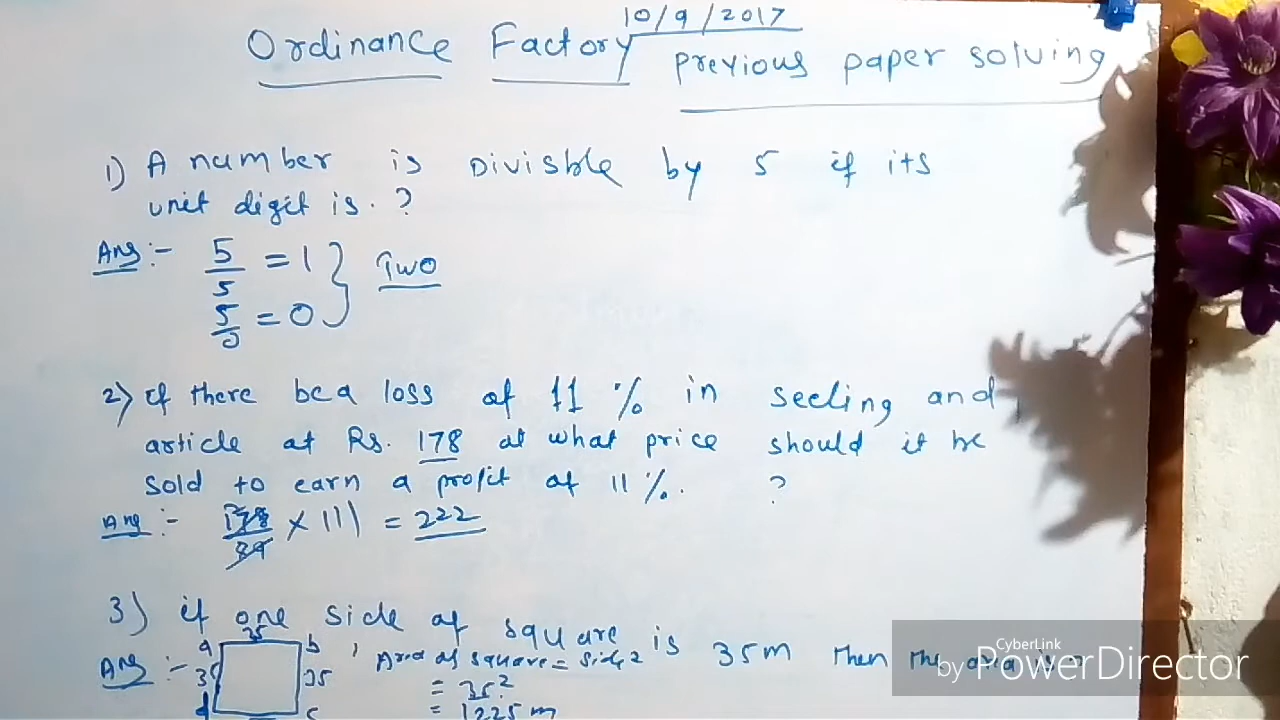 10/9/2017
Ordinance Factory previous paper solving
1) A number is Divisble by 5 if its
unit digit is. ?
Ans :- 5/5 = 1 } Two
5/0 = 0
2) if there be a loss of 11 % in seeling and
article at Rs. 178 at what price should it be
sold to earn a profit of 11 %. ?
Ans :- 178/89 × 111 = 222
3) if one side of square is 35m then the area is
Ans :- a 35 b , Area of square = side2
35 35 = 35²
d c = 1225 m
CyberLink
by PowerDirector